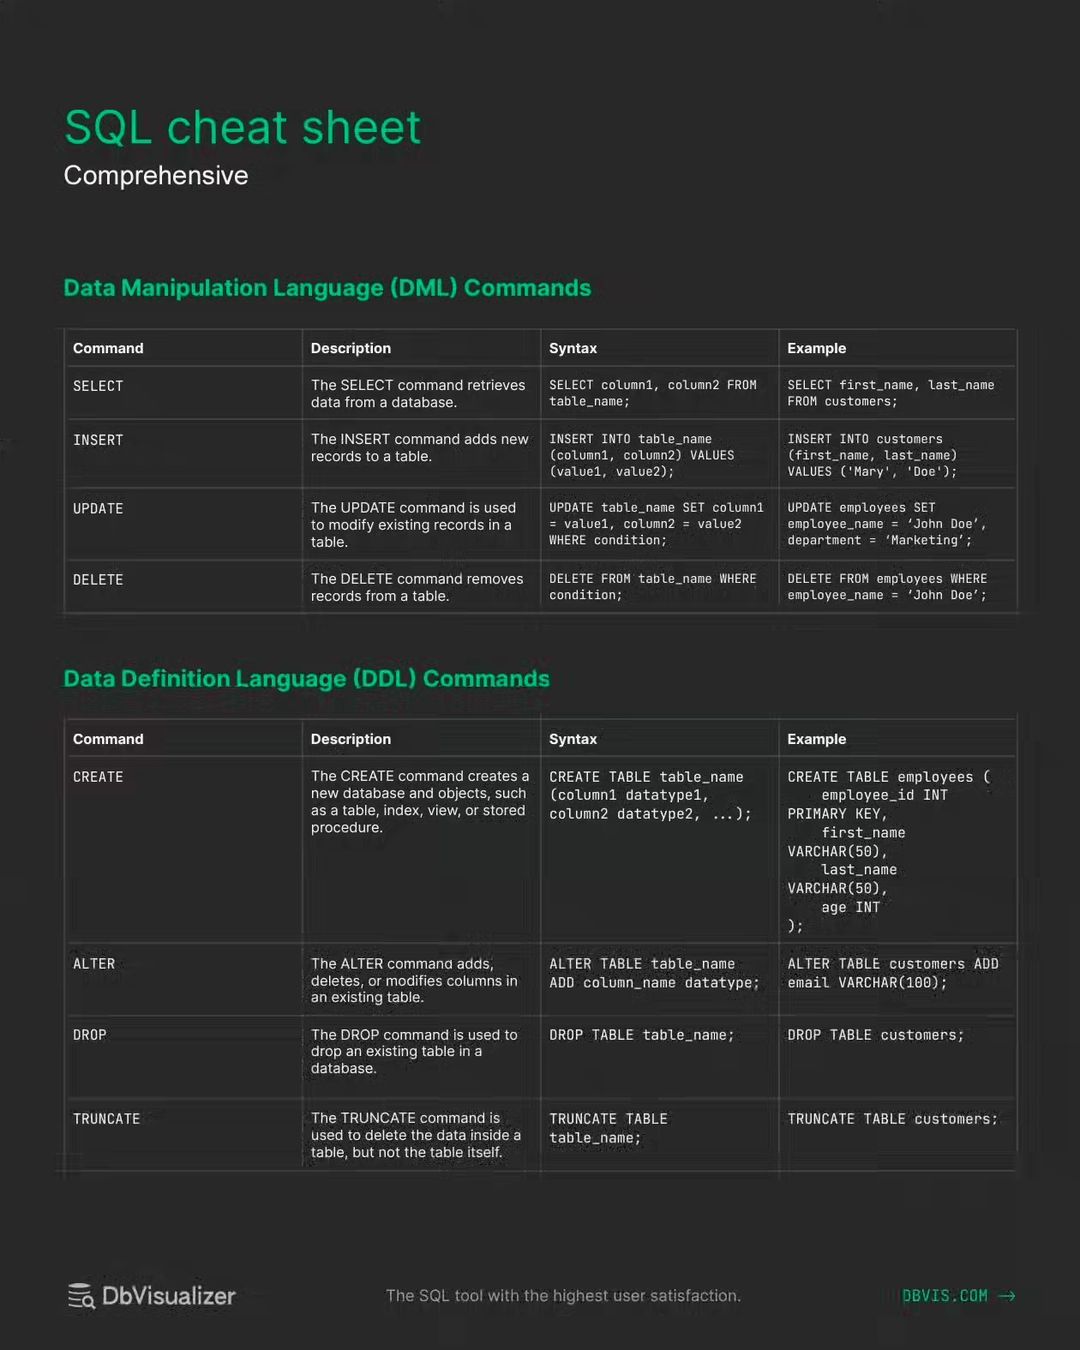 SQL cheat sheet
Comprehensive
Data Manipulation Language (DML) Commands
Command
Description
Syntax
Example
SELECT
The SELECT command retrieves
data from a database.
SELECT column1, column2 FROM
table_name;
SELECT first_name, last_name
FROM customers;
INSERT
The INSERT command adds new
records to a table.
INSERT INTO table_name
(column1, column2) VALUES
(value1, value2);
INSERT INTO customers
(first_name, last_name)
VALUES ('Mary', 'Doe');
UPDATE
The UPDATE command is used
to modify existing records in a
table.
UPDATE table_name SET column1
= value1, column2 = value2
WHERE condition;
UPDATE employees SET
employee_name = ‘John Doe’,
department = ‘Marketing’;
DELETE
The DELETE command removes
records from a table.
DELETE FROM table_name WHERE
condition;
DELETE FROM employees WHERE
employee_name = ‘John Doe’;
Data Definition Language (DDL) Commands
Command
Description
Syntax
Example
CREATE
The CREATE command creates a
new database and objects, such
as a table, index, view, or stored
procedure.
CREATE TABLE table_name
(column1 datatype1,
column2 datatype2, ...);
CREATE TABLE employees (
    employee_id INT
PRIMARY KEY,
    first_name
VARCHAR(50),
    last_name
VARCHAR(50),
    age INT
);
ALTER
The ALTER command adds,
deletes, or modifies columns in
an existing table.
ALTER TABLE table_name
ADD column_name datatype;
ALTER TABLE customers ADD
email VARCHAR(100);
DROP
The DROP command is used to
drop an existing table in a
database.
DROP TABLE table_name;
DROP TABLE customers;
TRUNCATE
The TRUNCATE command is
used to delete the data inside a
table, but not the table itself.
TRUNCATE TABLE
table_name;
TRUNCATE TABLE customers;
DbVisualizer
The SQL tool with the highest user satisfaction.
DBVIS.COM →